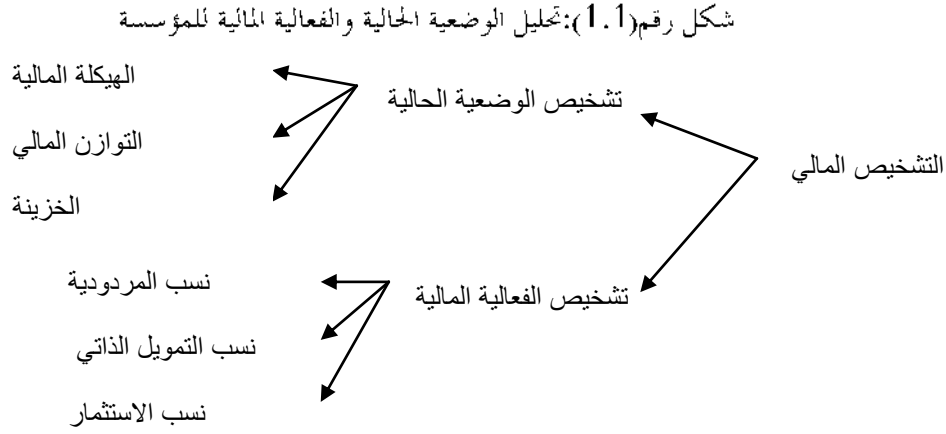 شكل رقم(1.1):تحليل الوضعية الحالية والفعالية المالية للمؤسسة
التشخيص المالي
تشخيص الوضعية الحالية
الهيكلة المالية
التوازن المالي
الخزينة
تشخيص الفعالية المالية
نسب المردودية
نسب التمويل الذاتي
نسب الاستثمار